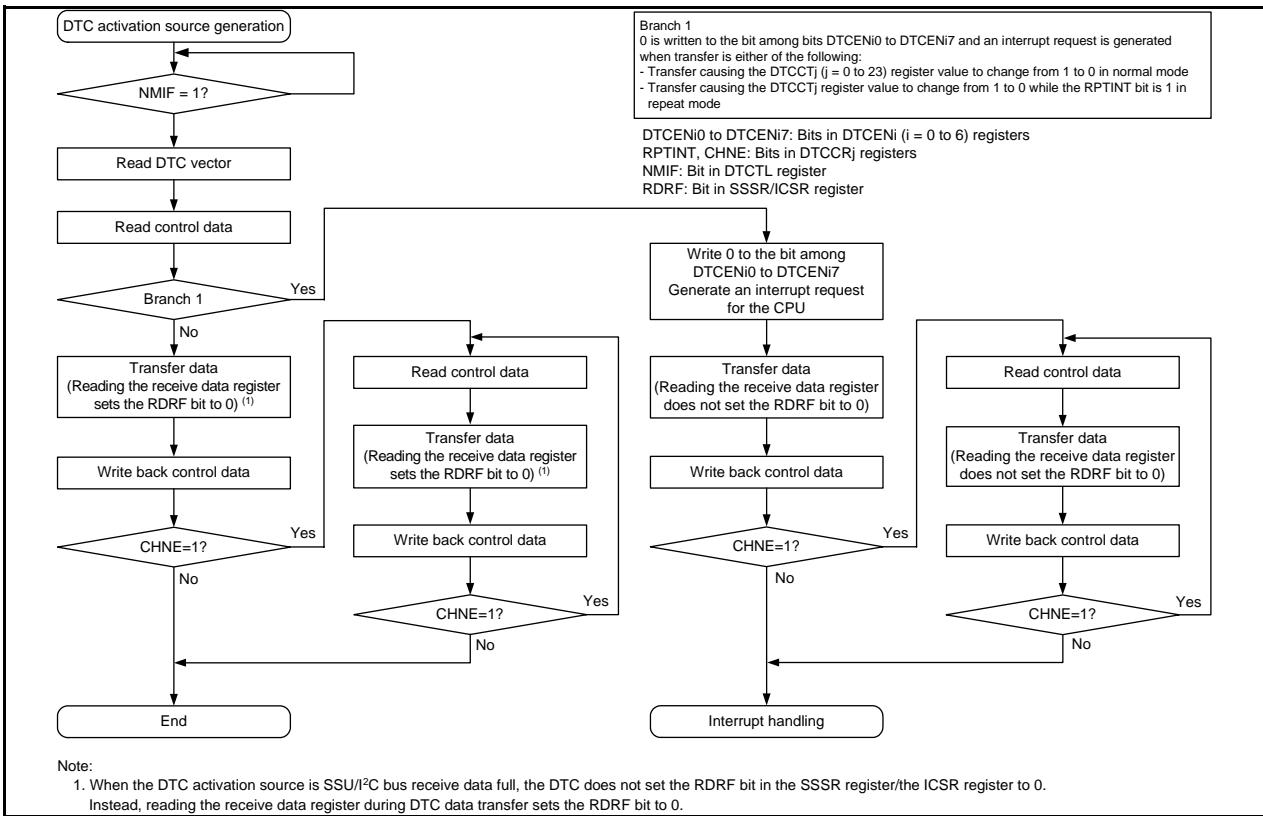 DTC activation source generation
NMIF = 1?
Read DTC vector
Read control data
Branch 1
Yes
No
Transfer data
(Reading the receive data register
sets the RDRF bit to 0) (1)
Write back control data
CHNE=1?
Yes
No
End
Read control data
Transfer data
(Reading the receive data register
sets the RDRF bit to 0) (1)
Write back control data
CHNE=1?
Yes
No
Branch 1
0 is written to the bit among bits DTCENi0 to DTCENi7 and an interrupt request is generated
when transfer is either of the following:
- Transfer causing the DTCCTj (j = 0 to 23) register value to change from 1 to 0 in normal mode
- Transfer causing the DTCCTj register value to change from 1 to 0 while the RPTINT bit is 1 in
repeat mode
DTCENi0 to DTCENi7: Bits in DTCENi (i = 0 to 6) registers
RPTINT, CHNE: Bits in DTCCRj registers
NMIF: Bit in DTCTL register
RDRF: Bit in SSSR/ICSR register
Write 0 to the bit among
DTCENi0 to DTCENi7
Generate an interrupt request
for the CPU
Transfer data
(Reading the receive data register
does not set the RDRF bit to 0)
Write back control data
CHNE=1?
Yes
No
Interrupt handling
Read control data
Transfer data
(Reading the receive data register
does not set the RDRF bit to 0)
Write back control data
CHNE=1?
Yes
No
Note:
1. When the DTC activation source is SSU/I²C bus receive data full, the DTC does not set the RDRF bit in the SSSR register/the ICSR register to 0.
Instead, reading the receive data register during DTC data transfer sets the RDRF bit to 0.